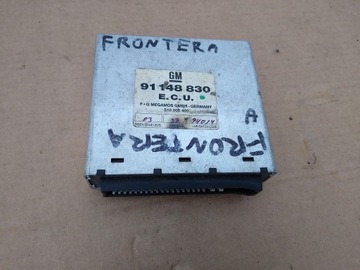 FRONTERA
GM
91 148 830
E.C.U.
F+G MEGAMOS GMBH - GERMANY
A
FRONTERA